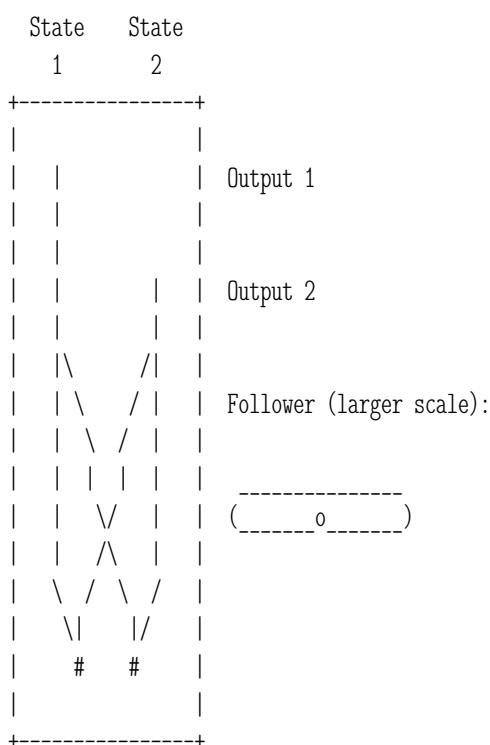 State State
1 2
Output 1
Output 2
Follower (larger scale):
o
# #